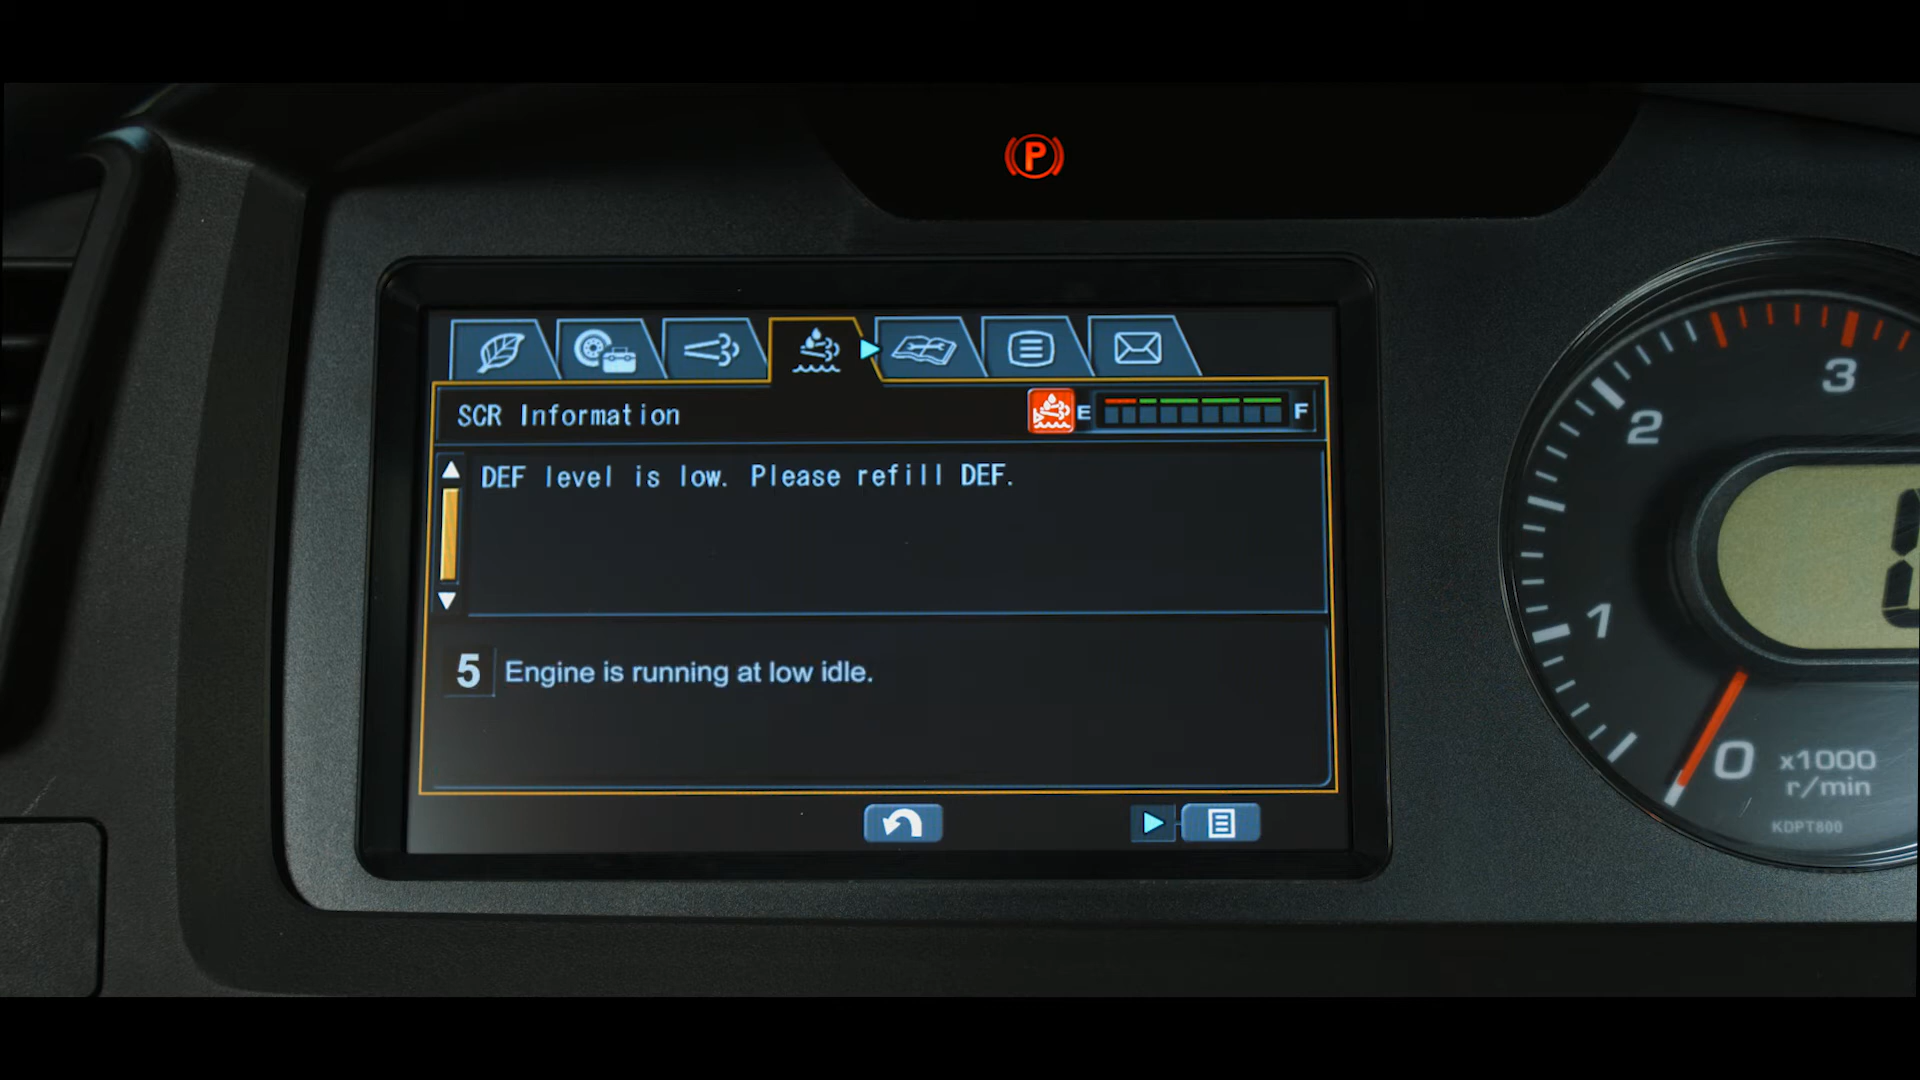 P
SCR Information
E F
DEF level is low. Please refill DEF.
5 Engine is running at low idle.
3
2
1
0
x1000
r/min
KDPT800